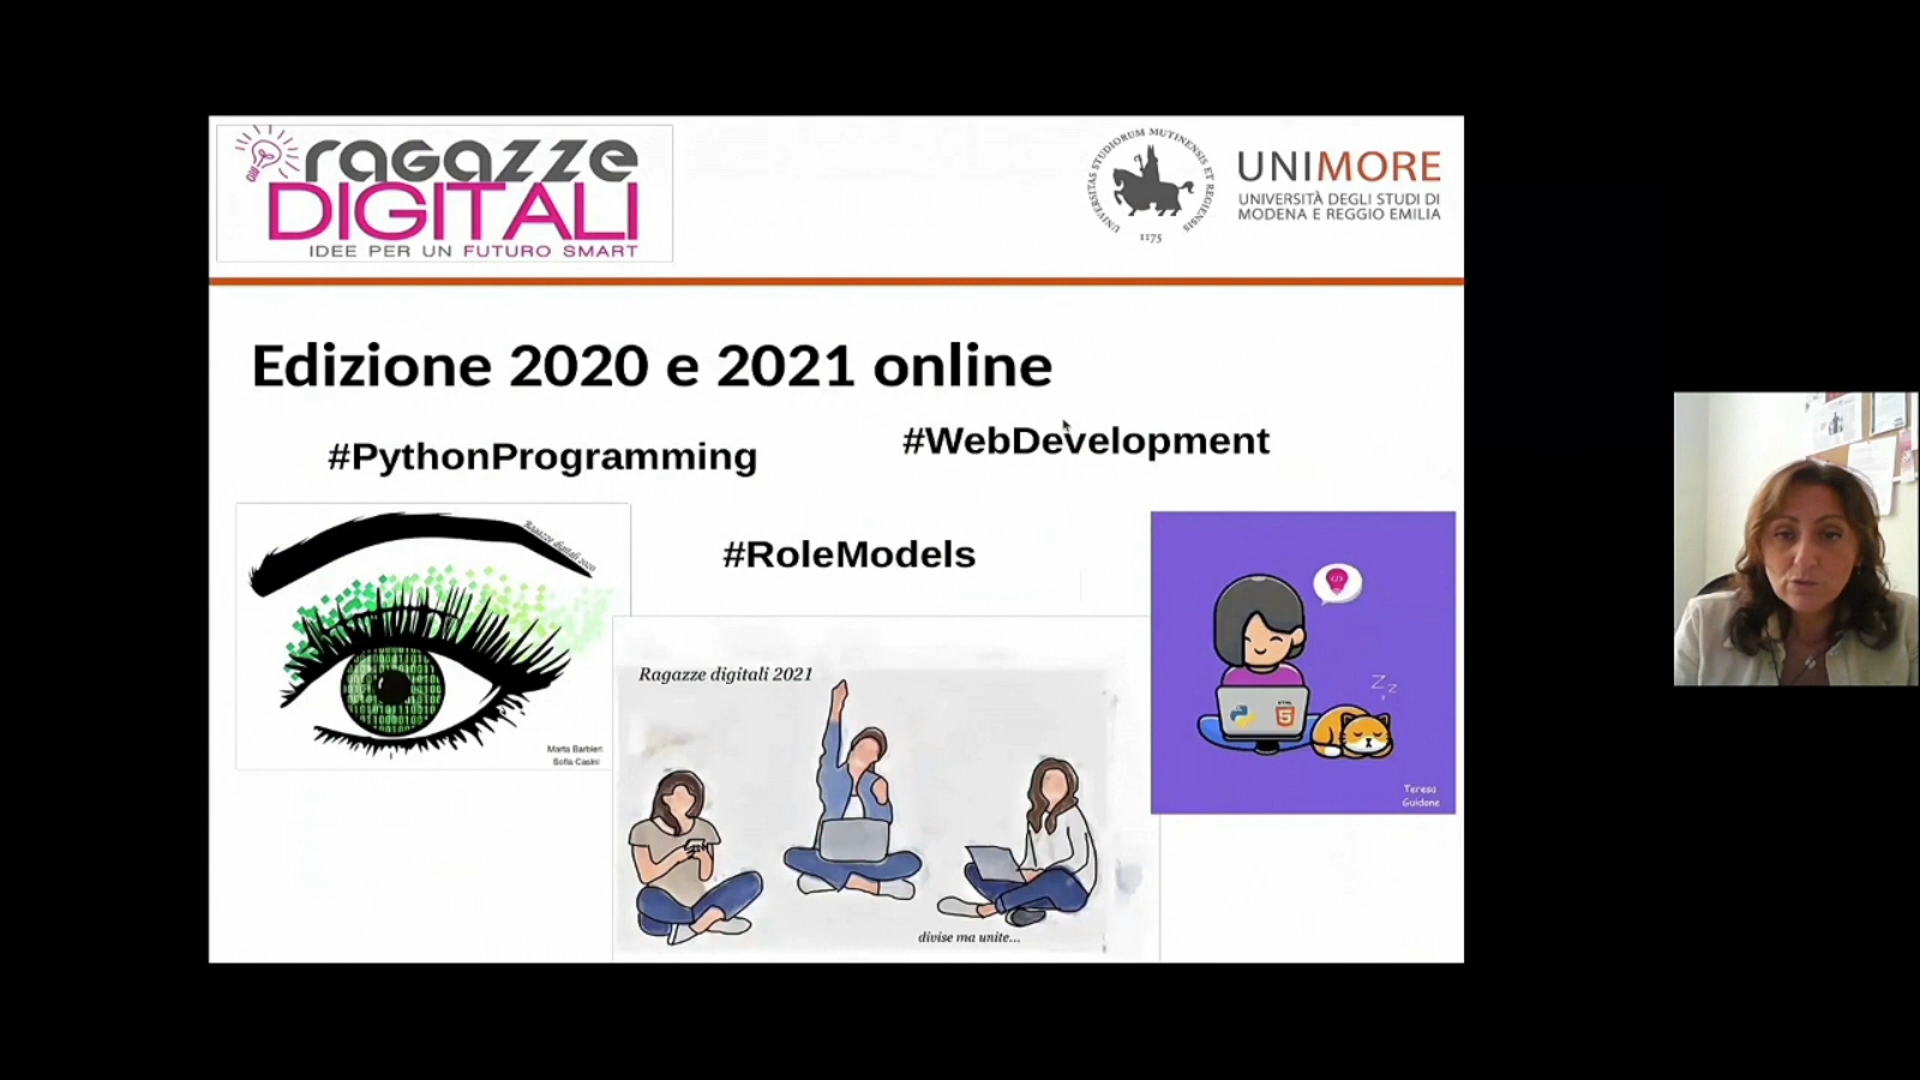 ragazze
DIGITALI
IDEE PER UN FUTURO SMART
UNIVERSITAS STUDIORUM MUTINENSIS ET REGIENSIS
1175
UNIMORE
UNIVERSITÀ DEGLI STUDI DI
MODENA E REGGIO EMILIA
Edizione 2020 e 2021 online
#PythonProgramming
#WebDevelopment
#RoleModels
Ragazze digitali 2020
Marta Barbieri
Sofia Casini
Ragazze digitali 2021
divise ma unite...
</>
Z Z
HTML
5
Teresa
Guidone